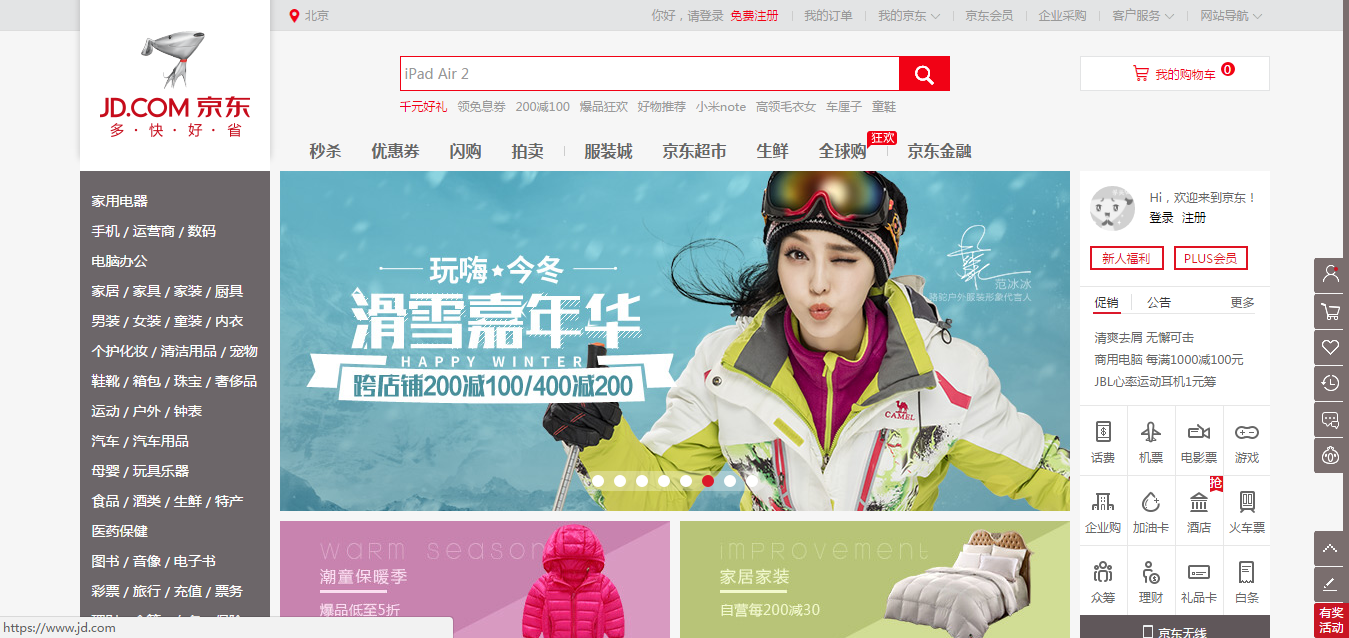 北京
你好，请登录 免费注册 我的订单 我的京东 京东会员 企业采购 客户服务 网站导航
JD.COM 京东
多·快·好·省
iPad Air 2
我的购物车 0
千元好礼 领免息券 200减100 爆品狂欢 好物推荐 小米note 高领毛衣女 车厘子 童鞋
狂欢
秒杀 优惠券 闪购 拍卖 服装城 京东超市 生鲜 全球购 京东金融
家用电器
手机 / 运营商 / 数码
电脑办公
家居 / 家具 / 家装 / 厨具
男装 / 女装 / 童装 / 内衣
个护化妆 / 清洁用品 / 宠物
鞋靴 / 箱包 / 珠宝 / 奢侈品
运动 / 户外 / 钟表
汽车 / 汽车用品
母婴 / 玩具乐器
食品 / 酒类 / 生鲜 / 特产
医药保健
图书 / 音像 / 电子书
彩票 / 旅行 / 充值 / 票务
玩嗨★今冬
滑雪嘉年华
HAPPY WINTER
跨店铺200减100/400减200
范冰冰
骆驼户外服装形象代言人
CAMEL
warm season
潮童保暖季
爆品低至5折
improvement
家居家装
自营每200减30
Hi，欢迎来到京东！
登录 注册
新人福利 PLUS会员
促销 公告 更多
清爽去屑 无懈可击
商用电脑 每满1000减100元
JBL心率运动耳机1元筹
话费 机票 电影票 游戏
抢
企业购 加油卡 酒店 火车票
众筹 理财 礼品卡 白条
京东无线
有奖
活动
https://www.jd.com